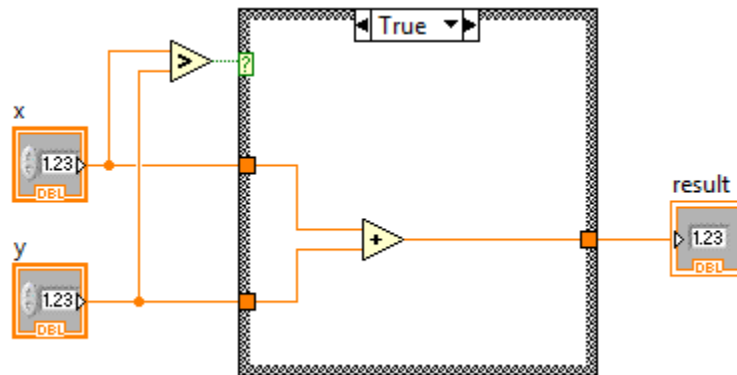 True
>
?
x
1.23
DBL
result
+
1.23
DBL
y
1.23
DBL